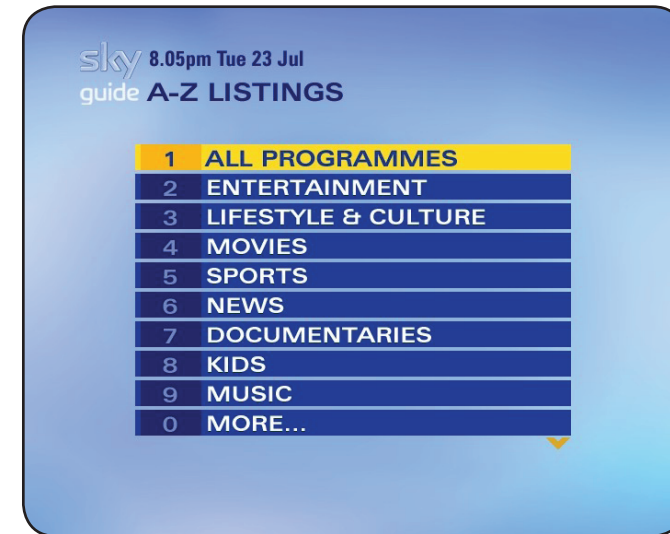 sky 8.05pm Tue 23 Jul
guide A-Z LISTINGS
1 ALL PROGRAMMES
2 ENTERTAINMENT
3 LIFESTYLE & CULTURE
4 MOVIES
5 SPORTS
6 NEWS
7 DOCUMENTARIES
8 KIDS
9 MUSIC
0 MORE...